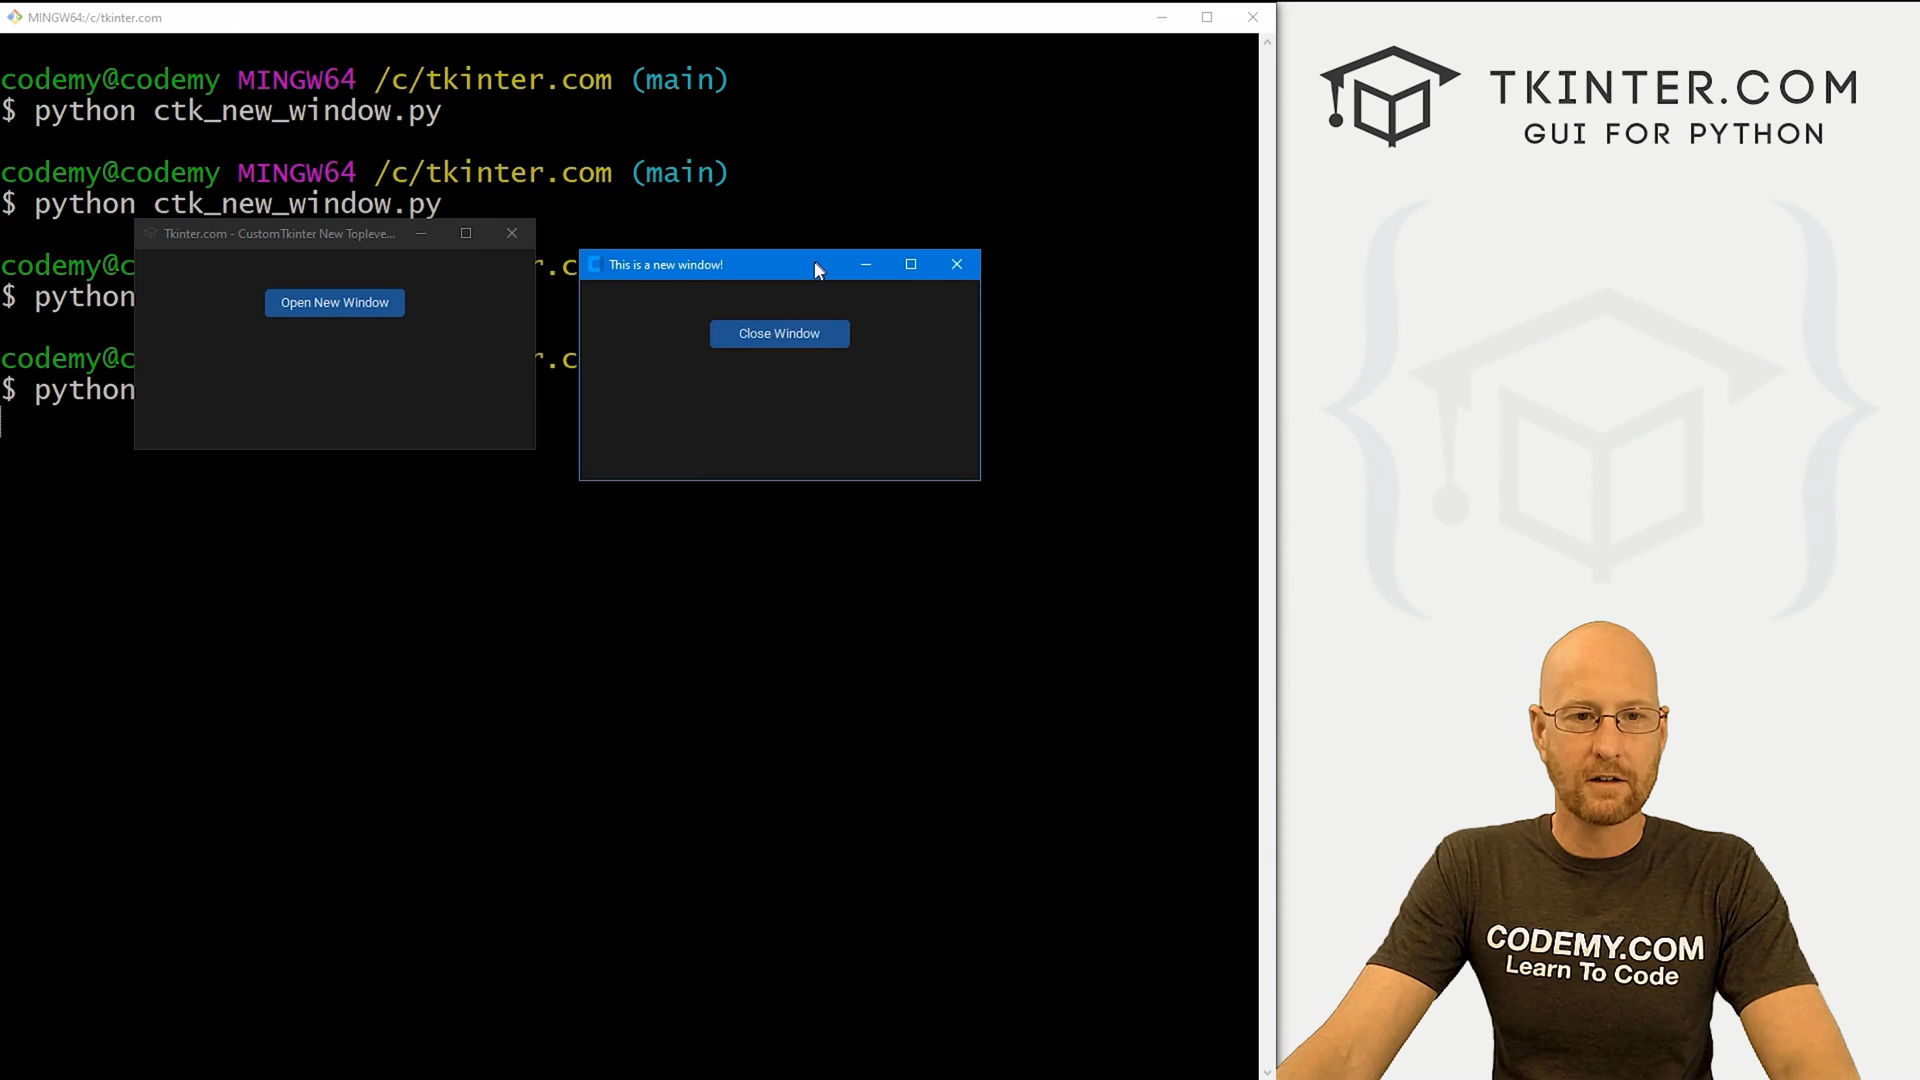 MINGW64:/c/tkinter.com
codemy@codemy MINGW64 /c/tkinter.com (main)
$ python ctk_new_window.py
codemy@codemy MINGW64 /c/tkinter.com (main)
$ python ctk_new_window.py
Tkinter.com - CustomTkinter New Topleve...
codemy@c
r.c
$ python
Open New Window
codemy@c
r.c
$ python
This is a new window!
Close Window
TKINTER.COM
GUI FOR PYTHON
CODEMY.COM
Learn To Code